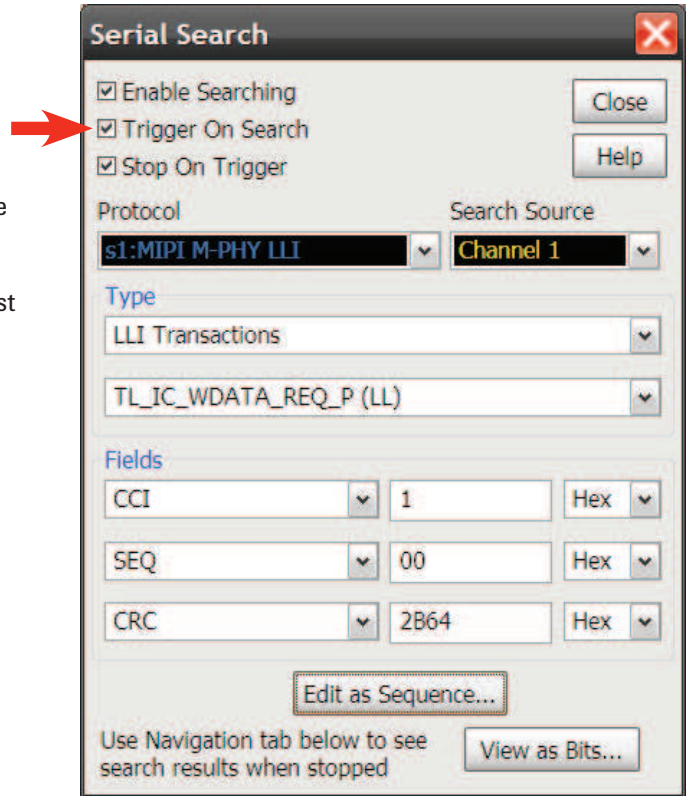 Serial Search
Enable Searching
Close
Trigger On Search
Help
Stop On Trigger
e
Protocol
Search Source
s1:MIPI M-PHY LLI
Channel 1
st
Type
LLI Transactions
TL_IC_WDATA_REQ_P (LL)
Fields
CCI
1
Hex
SEQ
00
Hex
CRC
2B64
Hex
Edit as Sequence...
Use Navigation tab below to see
search results when stopped
View as Bits...